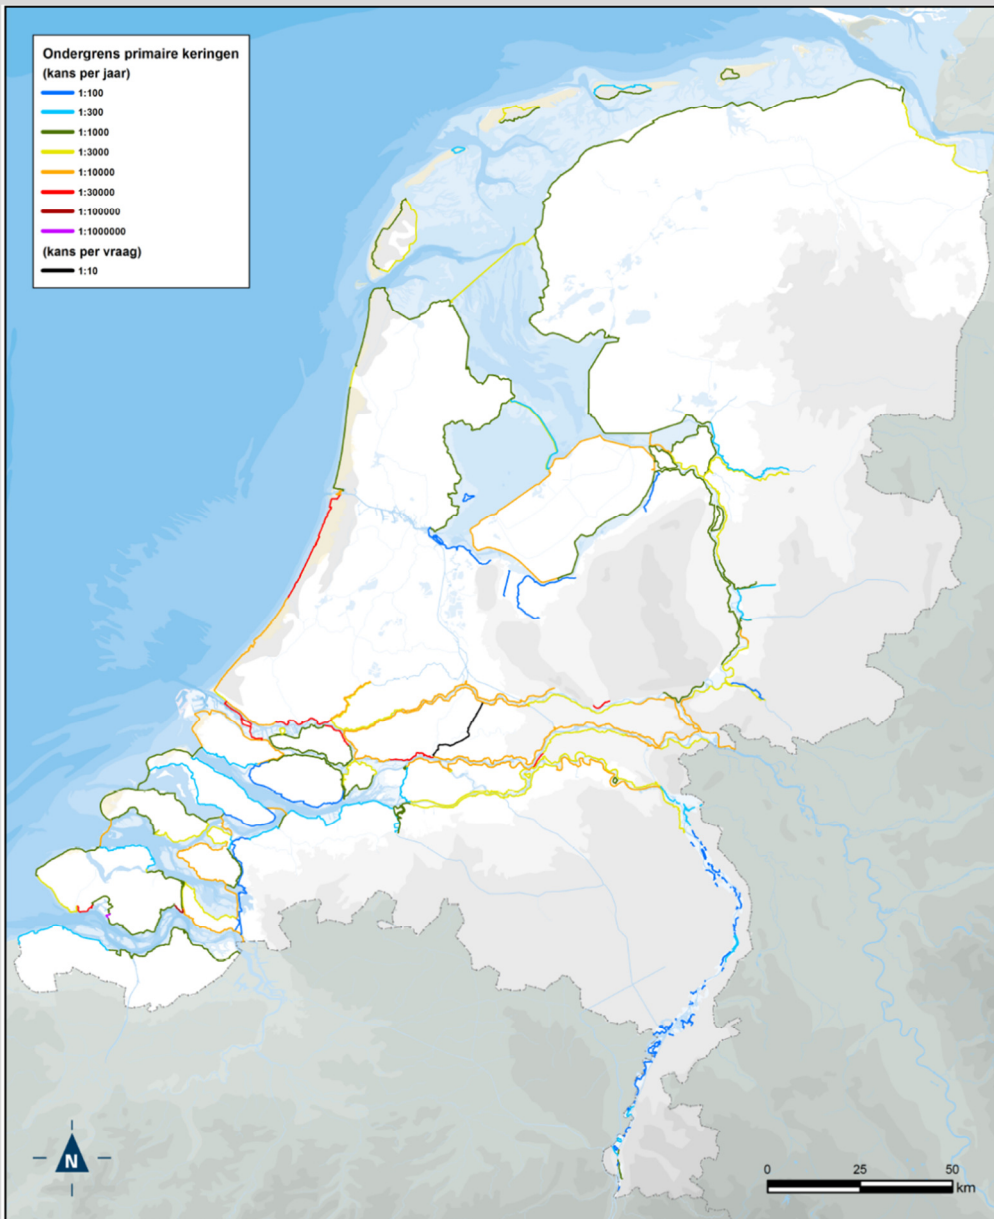 Ondergrens primaire keringen
(kans per jaar)
1:100
1:300
1:1000
1:3000
1:10000
1:30000
1:100000
1:1000000
(kans per vraag)
1:10
N
0 25 50
km